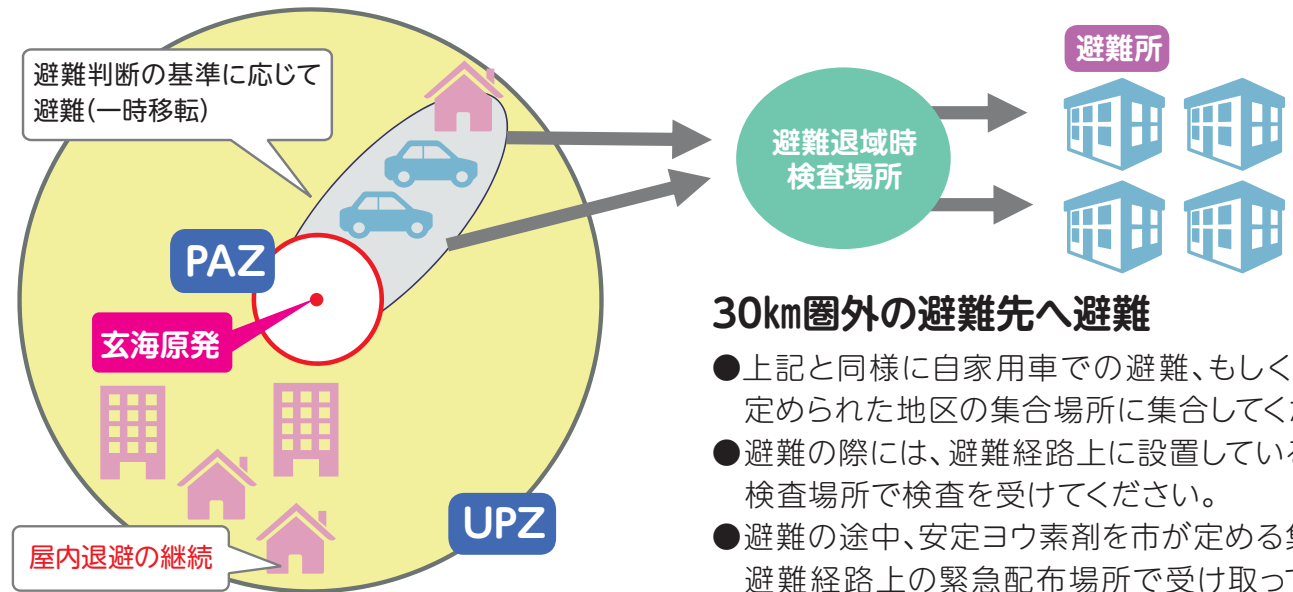 避難判断の基準に応じて
避難(一時移転)
PAZ
玄海原発
UPZ
屋内退避の継続
避難退域時
検査場所
避難所
30㎞圏外の避難先へ避難
●上記と同様に自家用車での避難、もしく
定められた地区の集合場所に集合してく
●避難の際には、避難経路上に設置している
検査場所で検査を受けてください。
●避難の途中、安定ヨウ素剤を市が定める
避難経路上の緊急配布場所で受け取って